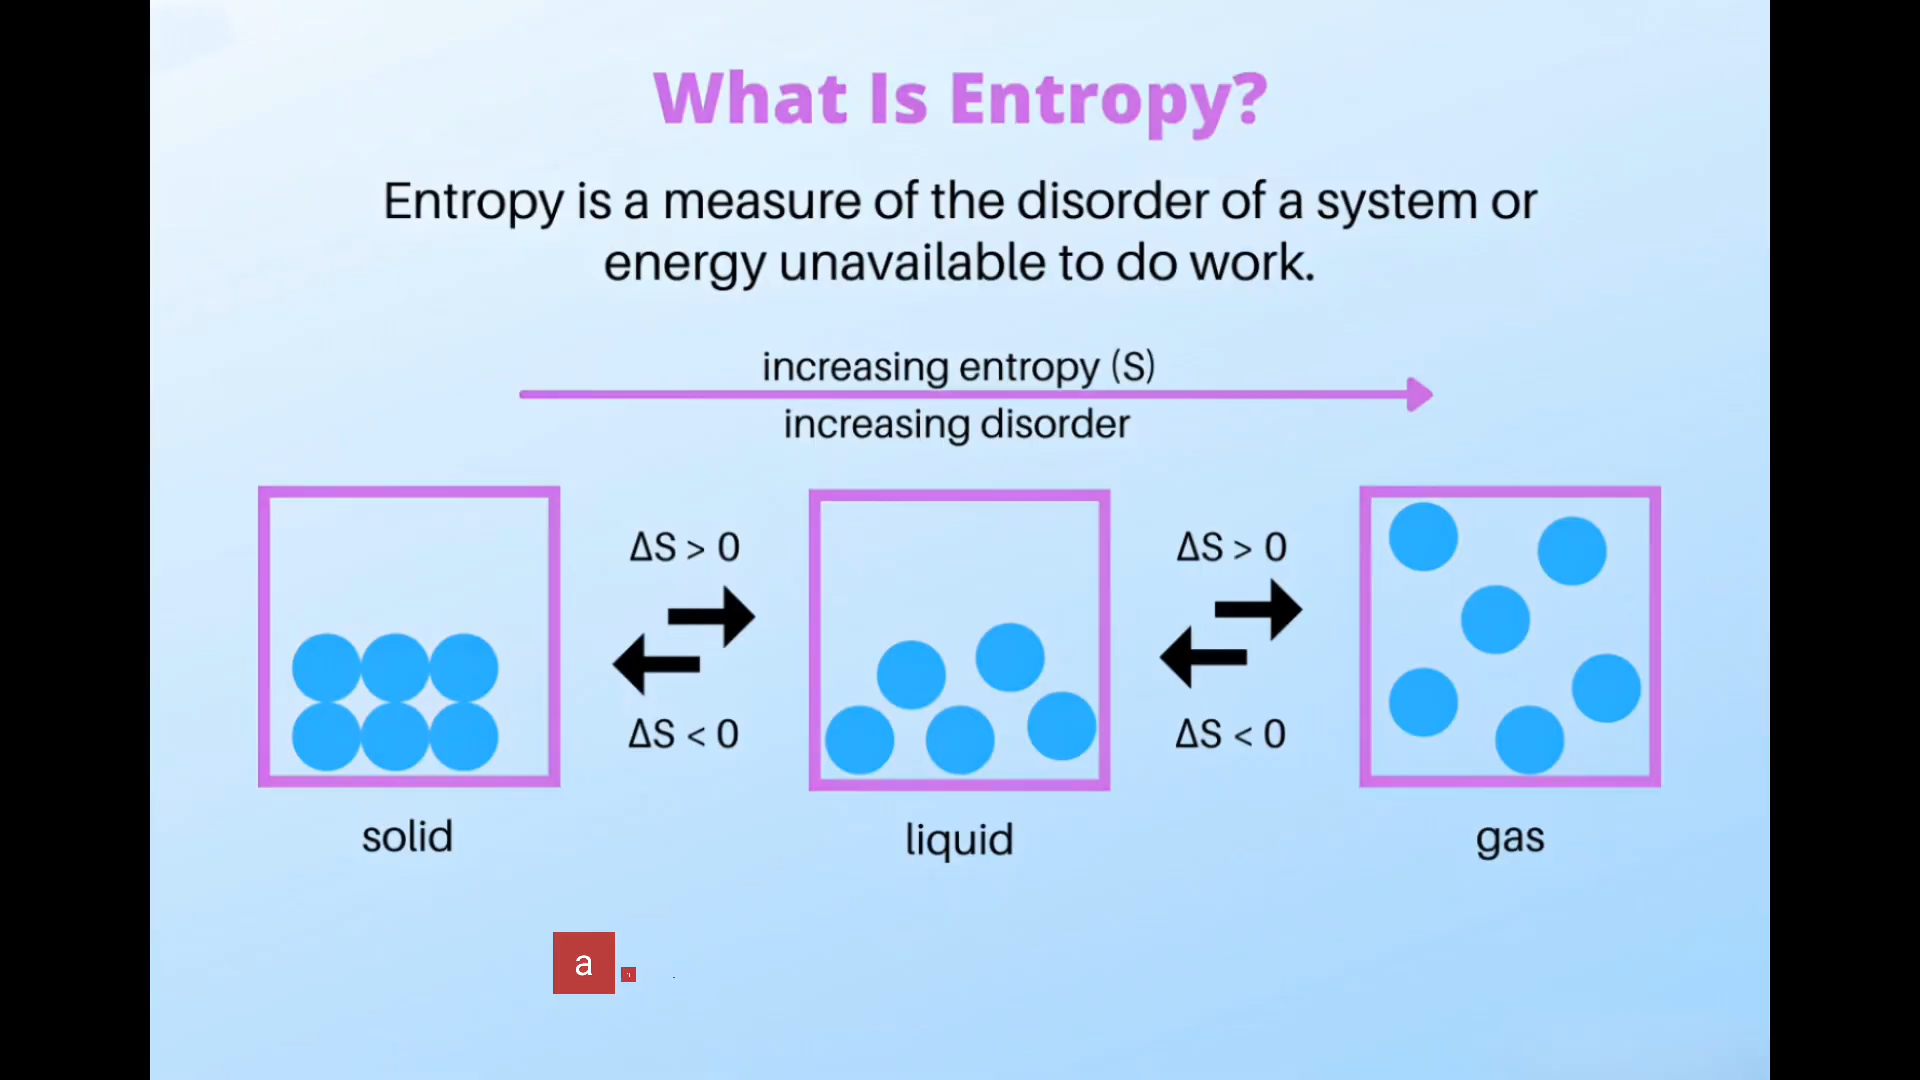 What Is Entropy?
Entropy is a measure of the disorder of a system or
energy unavailable to do work.
increasing entropy (S)
increasing disorder
ΔS > 0
ΔS > 0
ΔS < 0
ΔS < 0
solid
liquid
gas
a